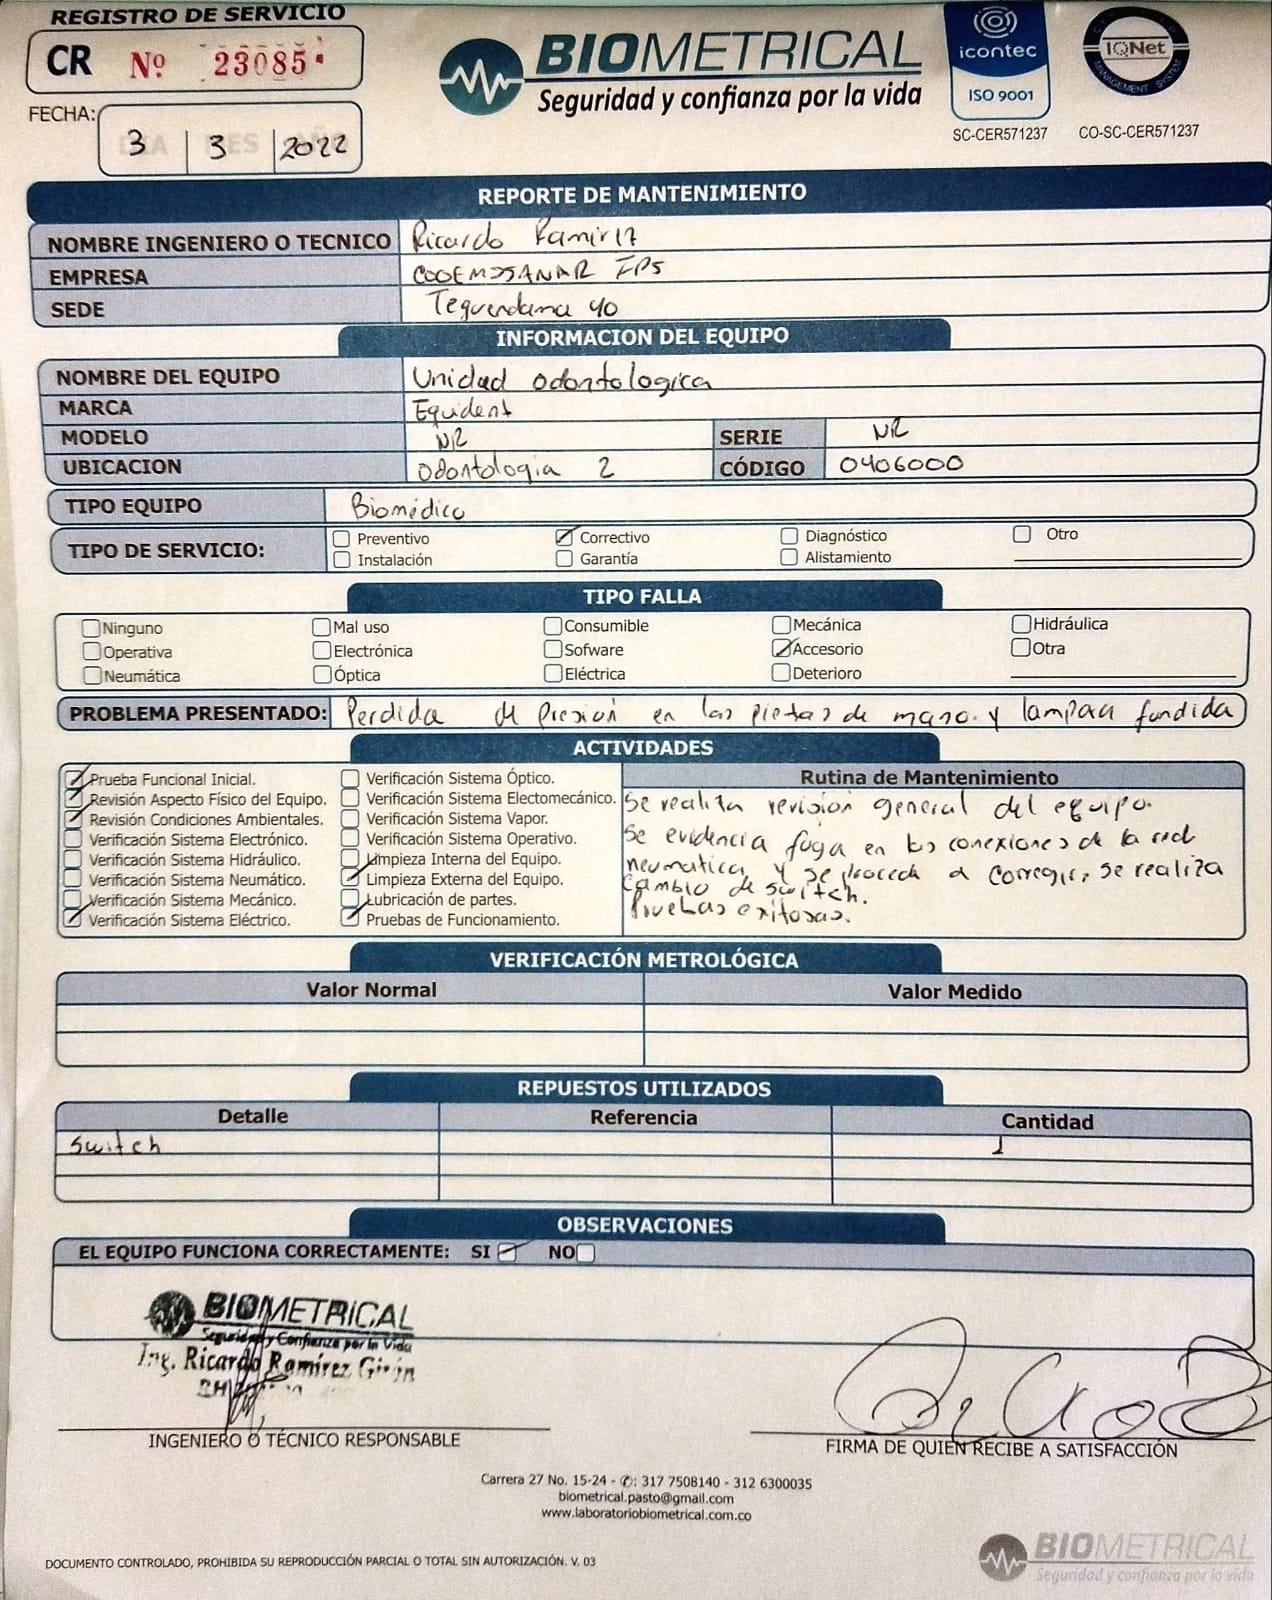 REGISTRO DE SERVICIO
CR Nº 23085
BIOMETRICAL
Seguridad y confianza por la vida
icontec
ISO 9001
SC-CER571237
IQNet
MANAGEMENT SYSTEM
CO-SC-CER571237
FECHA:
DIA MES AÑO
3 3 2022
REPORTE DE MANTENIMIENTO
NOMBRE INGENIERO O TECNICO Ricardo Ramirez
EMPRESA COOEMSSANAR IPS
SEDE Tequendama 40
INFORMACION DEL EQUIPO
NOMBRE DEL EQUIPO Unidad odontologica
MARCA Equident
MODELO NR SERIE NR
UBICACION Odontologia 2 CÓDIGO 0406000
TIPO EQUIPO Biomédico
TIPO DE SERVICIO:
Preventivo Correctivo Diagnóstico Otro
Instalación Garantía Alistamiento
TIPO FALLA
Ninguno Mal uso Consumible Mecánica Hidráulica
Operativa Electrónica Sofware Accesorio Otra
Neumática Óptica Eléctrica Deterioro
PROBLEMA PRESENTADO: Perdida de presion en las piezas de mano. y lampara fundida
ACTIVIDADES
Prueba Funcional Inicial.
Revisión Aspecto Físico del Equipo.
Revisión Condiciones Ambientales.
Verificación Sistema Electrónico.
Verificación Sistema Hidráulico.
Verificación Sistema Neumático.
Verificación Sistema Mecánico.
Verificación Sistema Eléctrico.
Verificación Sistema Óptico.
Verificación Sistema Electomecánico.
Verificación Sistema Vapor.
Verificación Sistema Operativo.
Limpieza Interna del Equipo.
Limpieza Externa del Equipo.
Lubricación de partes.
Pruebas de Funcionamiento.
Rutina de Mantenimiento
Se realiza revision general del equipo.
Se evidencia fuga en las conexiones de la red
neumatica, y se procede a corregir, se realiza
cambio de switch.
Pruebas exitosas.
VERIFICACIÓN METROLÓGICA
Valor Normal Valor Medido
REPUESTOS UTILIZADOS
Detalle Referencia Cantidad
Switch 1
OBSERVACIONES
EL EQUIPO FUNCIONA CORRECTAMENTE: SI NO
BIOMETRICAL
Seguridad y Confianza por la Vida
Ing. Ricardo Ramírez Girón
INGENIERO O TÉCNICO RESPONSABLE
FIRMA DE QUIEN RECIBE A SATISFACCIÓN
Carrera 27 No. 15-24 - ✆: 317 7508140 - 312 6300035
biometrical.pasto@gmail.com
www.laboratoriobiometrical.com.co
DOCUMENTO CONTROLADO, PROHIBIDA SU REPRODUCCIÓN PARCIAL O TOTAL SIN AUTORIZACIÓN. V. 03
BIOMETRICAL
Seguridad y confianza por la vida